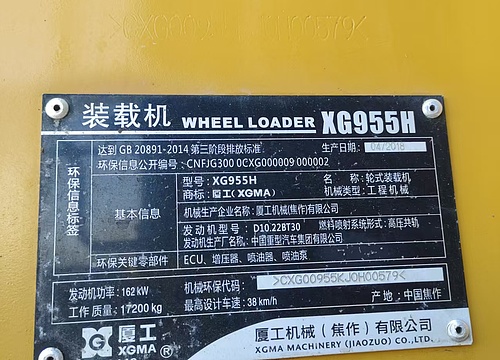 装载机 WHEEL LOADER XG955H
达到 GB 20891-2014 第三阶段排放标准 生产日期: 04/2018
环保信息公开编号: CNFJG300 0CXG000009 000002
环保信息标签
基本信息
型号: XG955H 名 称: 轮式装载机
商标: 厦工(XGMA) 机械类型: 工程机械
机械生产企业名称: 厦工机械(焦作)有限公司
发动机型号: D10.22BT30 燃料喷射系统形式: 高压共轨
发动机生产厂名称: 中国重型汽车集团有限公司
环保关键零部件 ECU、增压器、喷油器、喷油泵
发动机功率: 162 kW 机械环保代码: >CXG00955KJ0H00579<
工作质量: 17200 kg 最高设计车速: 38 km/h 产地: 中国焦作
厦工 XGMA ® 厦工机械(焦作)有限公司
XGMA MACHINERY (JIAOZUO) CO.,LTD.